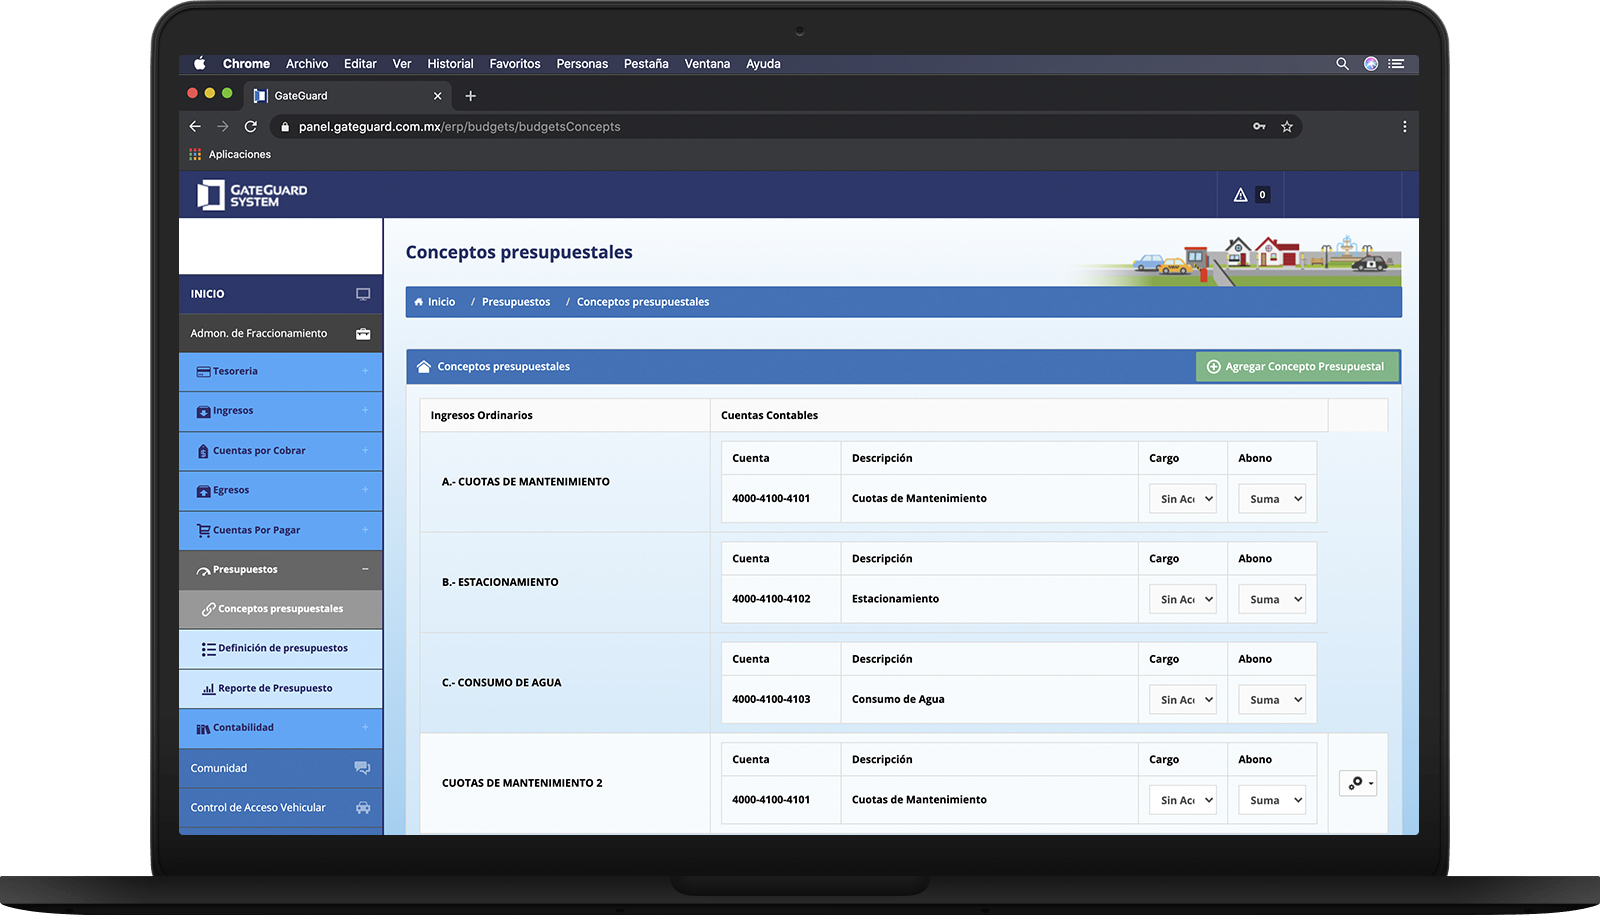 Chrome Archivo Editar Ver Historial Favoritos Personas Pestaña Ventana Ayuda
GateGuard
panel.gateguard.com.mx/erp/budgets/budgetsConcepts
Aplicaciones
GATEGUARD
SYSTEM
0
Conceptos presupuestales
INICIO
Inicio / Presupuestos / Conceptos presupuestales
Admon. de Fraccionamiento
Tesoreria
Ingresos
Cuentas por Cobrar
Egresos
Cuentas Por Pagar
Presupuestos
Conceptos presupuestales
Definición de presupuestos
Reporte de Presupuesto
Contabilidad
Comunidad
Control de Acceso Vehicular
Conceptos presupuestales
Agregar Concepto Presupuestal
Ingresos Ordinarios Cuentas Contables
A.- CUOTAS DE MANTENIMIENTO
Cuenta Descripción Cargo Abono
4000-4100-4101 Cuotas de Mantenimiento Sin Acc Suma
B.- ESTACIONAMIENTO
Cuenta Descripción Cargo Abono
4000-4100-4102 Estacionamiento Sin Acc Suma
C.- CONSUMO DE AGUA
Cuenta Descripción Cargo Abono
4000-4100-4103 Consumo de Agua Sin Acc Suma
CUOTAS DE MANTENIMIENTO 2
Cuenta Descripción Cargo Abono
4000-4100-4101 Cuotas de Mantenimiento Sin Acc Suma